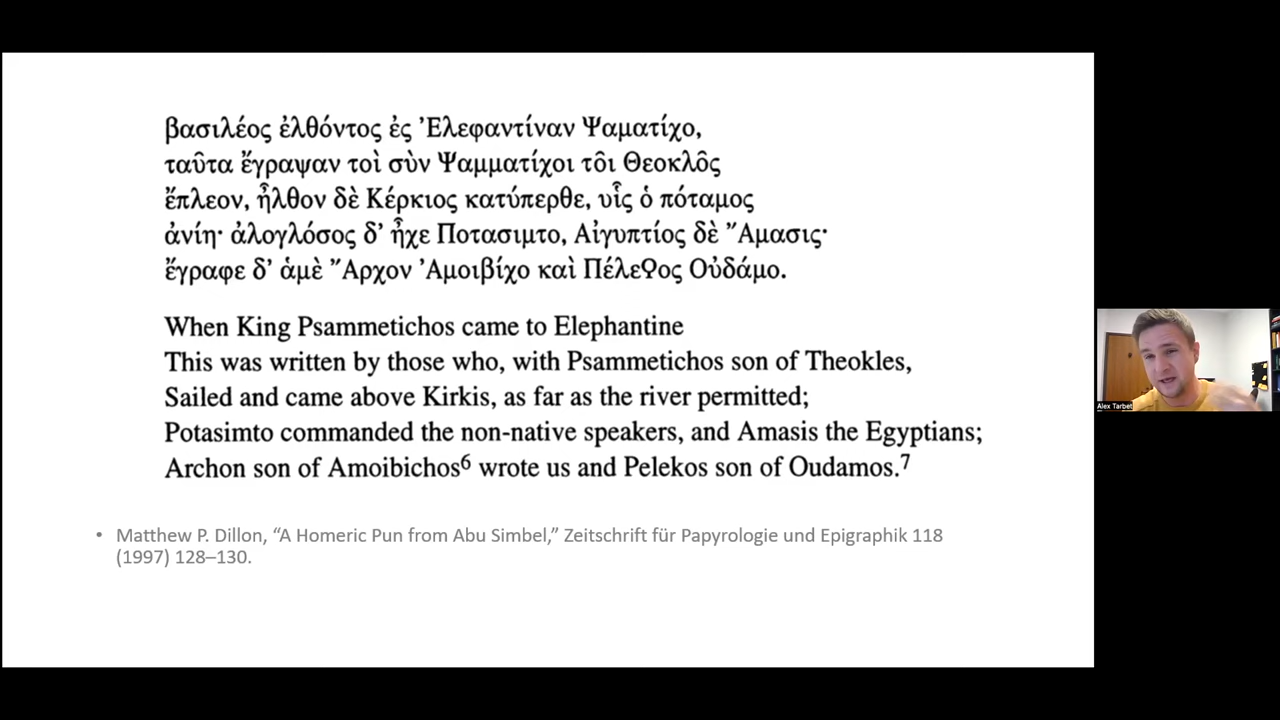 βασιλέος ἐλθόντος ἐς Ἐλεφαντίναν Ψαματίχο,
ταῦτα ἔγραψαν τοὶ σὺν Ψαμματίχοι τõι Θεοκλõς
ἔπλεον, ἦλθον δὲ Κέρκιος κατύπερθε, υἷς ὁ πόταμος
ἀνίη· ἀλογλόσος δ’ ἦχε Ποτασιμτο, Αἰγυπτίος δὲ Ἄμασις·
ἔγραφε δ’ ἁμὲ Ἄρχον Ἀμοιβίχο καὶ ΠέλεϘος Οὐδάμο.
When King Psammetichos came to Elephantine
This was written by those who, with Psammetichos son of Theokles,
Sailed and came above Kirkis, as far as the river permitted;
Potasimto commanded the non-native speakers, and Amasis the Egyptians;
Archon son of Amoibichos⁶ wrote us and Pelekos son of Oudamos.⁷
• Matthew P. Dillon, “A Homeric Pun from Abu Simbel,” Zeitschrift für Papyrologie und Epigraphik 118
(1997) 128–130.
Alex Tarbet